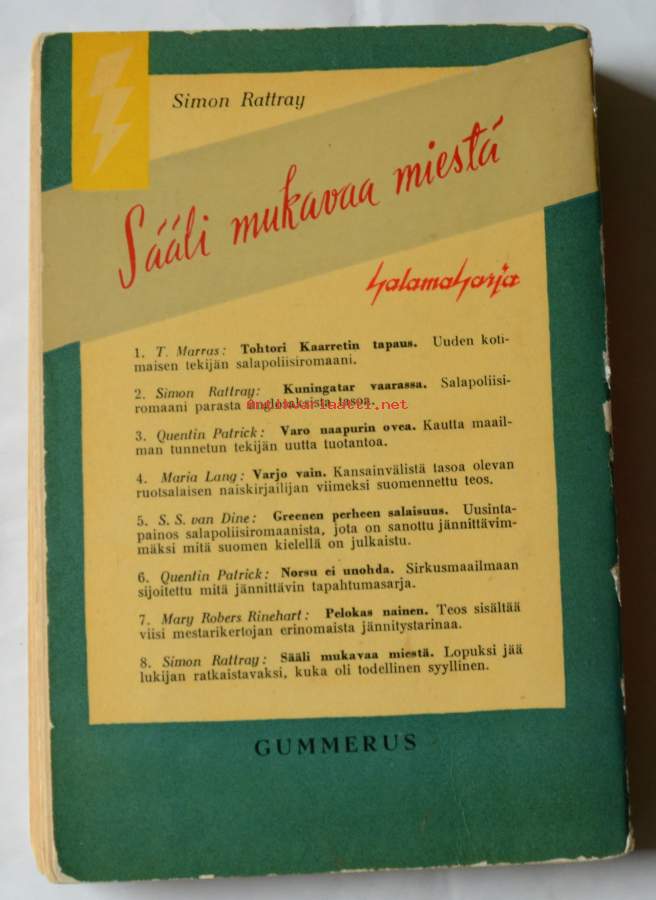 Simon Rattray
Sääli mukavaa miestä
Salamasarja
1. T. Marras: Tohtori Kaarretin tapaus. Uuden koti-
maisen tekijän salapoliisiromaani.
2. Simon Rattray: Kuningatar vaarassa. Salapoliisi-
romaani parasta anglosaksista tasoa.
antikvariaatti.net
3. Quentin Patrick: Varo naapurin ovea. Kautta maail-
man tunnetun tekijän uutta tuotantoa.
4. Maria Lang: Varjo vain. Kansainvälistä tasoa olevan
ruotsalaisen naiskirjailijan viimeksi suomennettu teos.
5. S. S. van Dine: Greenen perheen salaisuus. Uusinta-
painos salapoliisiromaanista, jota on sanottu jännittävim-
mäksi mitä suomen kielellä on julkaistu.
6. Quentin Patrick: Norsu ei unohda. Sirkusmaailmaan
sijoitettu mitä jännittävin tapahtumasarja.
7. Mary Robers Rinehart: Pelokas nainen. Teos sisältää
viisi mestarikertojan erinomaista jännitystarinaa.
8. Simon Rattray: Sääli mukavaa miestä. Lopuksi jää
lukijan ratkaistavaksi, kuka oli todellinen syyllinen.
GUMMERUS